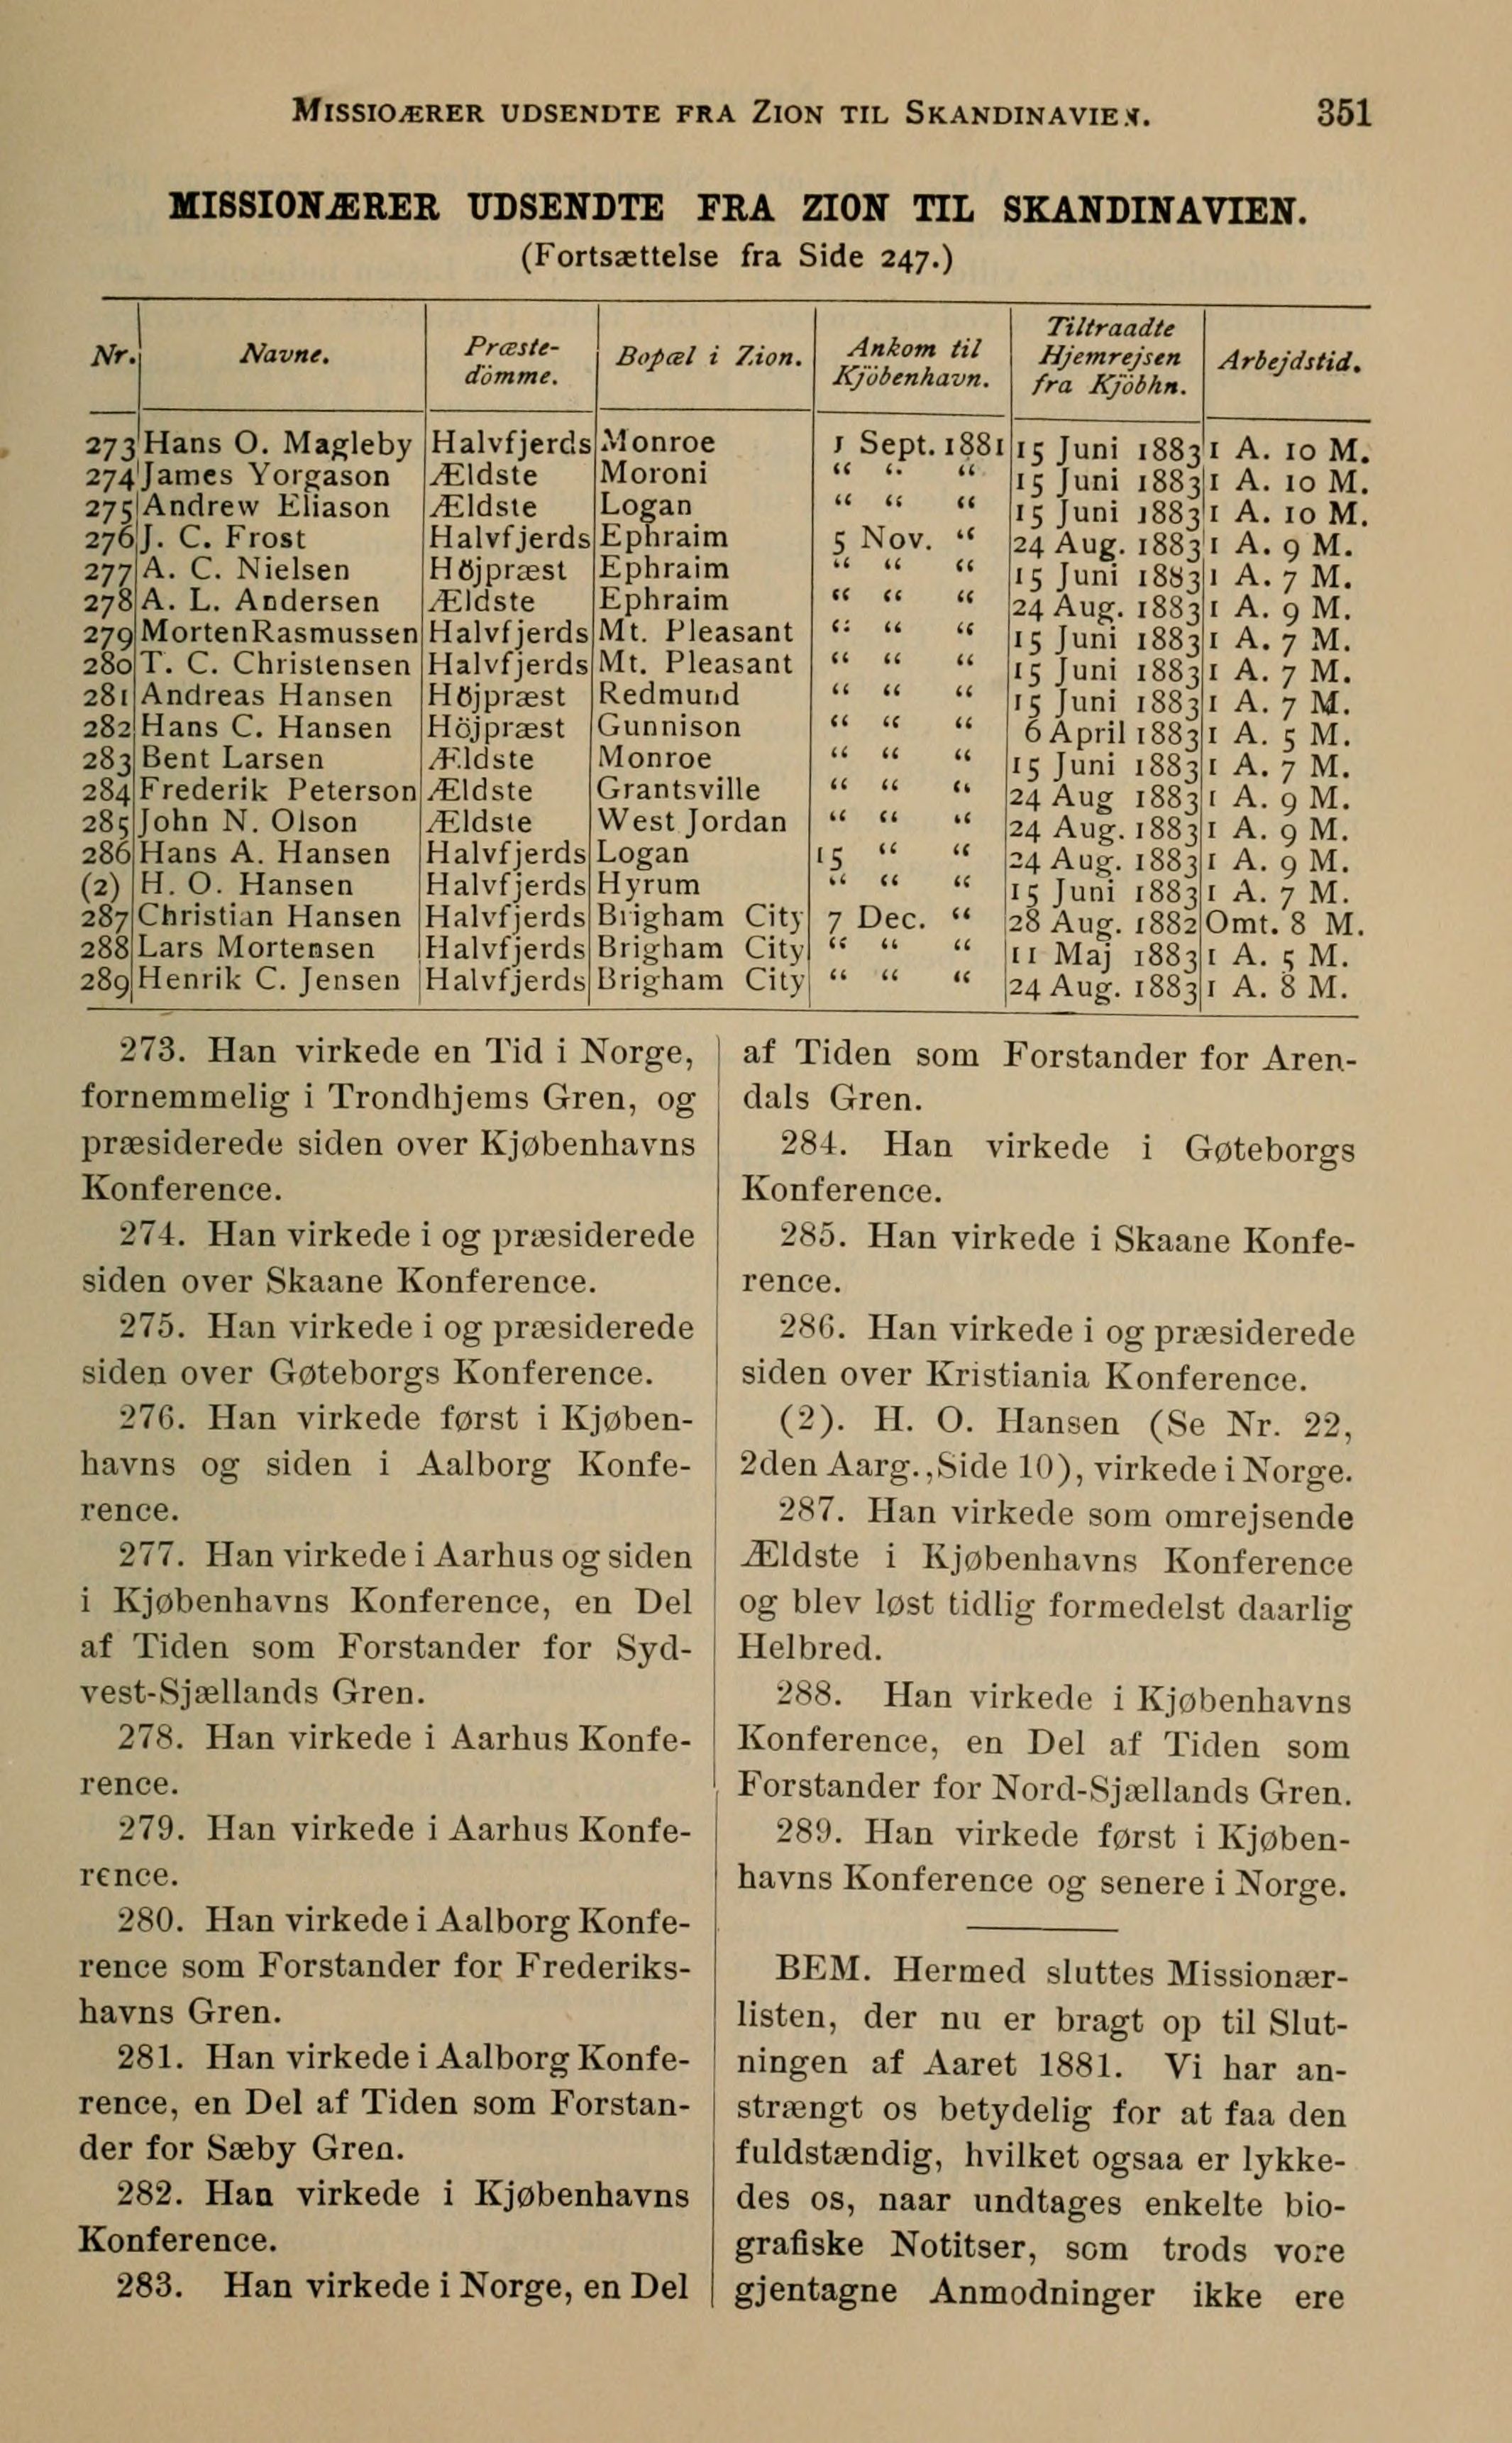 MISSIOÆRER UDSENDTE FRA ZION TIL SKANDINAVIEN. 351
MISSIONÆRER UDSENDTE FRA ZION TIL SKANDINAVIEN.
(Fortsættelse fra Side 247.)
Nr. Navne. Præste-dömme. Bopæl i Zion. Ankom til Kjöbenhavn. Tiltraadte Hjemrejsen fra Kjöbhn. Arbejdstid.
273 Hans O. Magleby Halvfjerds Monroe 1 Sept. 1881 15 Juni 1883 1 A. 10 M.
274 James Yorgason Ældste Moroni “ “ “ 15 Juni 1883 1 A. 10 M.
275 Andrew Eliason Ældste Logan “ “ “ 15 Juni 1883 1 A. 10 M.
276 J. C. Frost Halvfjerds Ephraim 5 Nov. “ 24 Aug. 1883 1 A. 9 M.
277 A. C. Nielsen Höjpræst Ephraim “ “ “ 15 Juni 1883 1 A. 7 M.
278 A. L. Andersen Ældste Ephraim “ “ “ 24 Aug. 1883 1 A. 9 M.
279 Morten Rasmussen Halvfjerds Mt. Pleasant “ “ “ 15 Juni 1883 1 A. 7 M.
280 T. C. Christensen Halvfjerds Mt. Pleasant “ “ “ 15 Juni 1883 1 A. 7 M.
281 Andreas Hansen Höjpræst Redmund “ “ “ 15 Juni 1883 1 A. 7 M.
282 Hans C. Hansen Höjpræst Gunnison “ “ “ 6 April 1883 1 A. 5 M.
283 Bent Larsen Ældste Monroe “ “ “ 15 Juni 1883 1 A. 7 M.
284 Frederik Peterson Ældste Grantsville “ “ “ 24 Aug 1883 1 A. 9 M.
285 John N. Olson Ældste West Jordan “ “ “ 24 Aug. 1883 1 A. 9 M.
286 Hans A. Hansen Halvfjerds Logan 15 “ “ 24 Aug. 1883 1 A. 9 M.
(2) H. O. Hansen Halvfjerds Hyrum “ “ “ 15 Juni 1883 1 A. 7 M.
287 Christian Hansen Halvfjerds Brigham City 7 Dec. “ 28 Aug. 1882 Omt. 8 M.
288 Lars Mortensen Halvfjerds Brigham City “ “ “ 11 Maj 1883 1 A. 5 M.
289 Henrik C. Jensen Halvfjerds Brigham City “ “ “ 24 Aug. 1883 1 A. 8 M.
273. Han virkede en Tid i Norge,
fornemmelig i Trondhjems Gren, og
præsiderede siden over Kjøbenhavns
Konference.
274. Han virkede i og præsiderede
siden over Skaane Konference.
275. Han virkede i og præsiderede
siden over Gøteborgs Konference.
276. Han virkede først i Kjøben-
havns og siden i Aalborg Konfe-
rence.
277. Han virkede i Aarhus og siden
i Kjøbenhavns Konference, en Del
af Tiden som Forstander for Syd-
vest-Sjællands Gren.
278. Han virkede i Aarhus Konfe-
rence.
279. Han virkede i Aarhus Konfe-
rence.
280. Han virkede i Aalborg Konfe-
rence som Forstander for Frederiks-
havns Gren.
281. Han virkede i Aalborg Konfe-
rence, en Del af Tiden som Forstan-
der for Sæby Gren.
282. Han virkede i Kjøbenhavns
Konference.
283. Han virkede i Norge, en Del
af Tiden som Forstander for Aren-
dals Gren.
284. Han virkede i Gøteborgs
Konference.
285. Han virkede i Skaane Konfe-
rence.
286. Han virkede i og præsiderede
siden over Kristiania Konference.
(2). H. O. Hansen (Se Nr. 22,
2den Aarg., Side 10), virkede i Norge.
287. Han virkede som omrejsende
Ældste i Kjøbenhavns Konference
og blev løst tidlig formedelst daarlig
Helbred.
288. Han virkede i Kjøbenhavns
Konference, en Del af Tiden som
Forstander for Nord-Sjællands Gren.
289. Han virkede først i Kjøben-
havns Konference og senere i Norge.
BEM. Hermed sluttes Missionær-
listen, der nu er bragt op til Slut-
ningen af Aaret 1881. Vi har an-
strængt os betydelig for at faa den
fuldstændig, hvilket ogsaa er lykke-
des os, naar undtages enkelte bio-
grafiske Notitser, som trods vore
gjentagne Anmodninger ikke ere